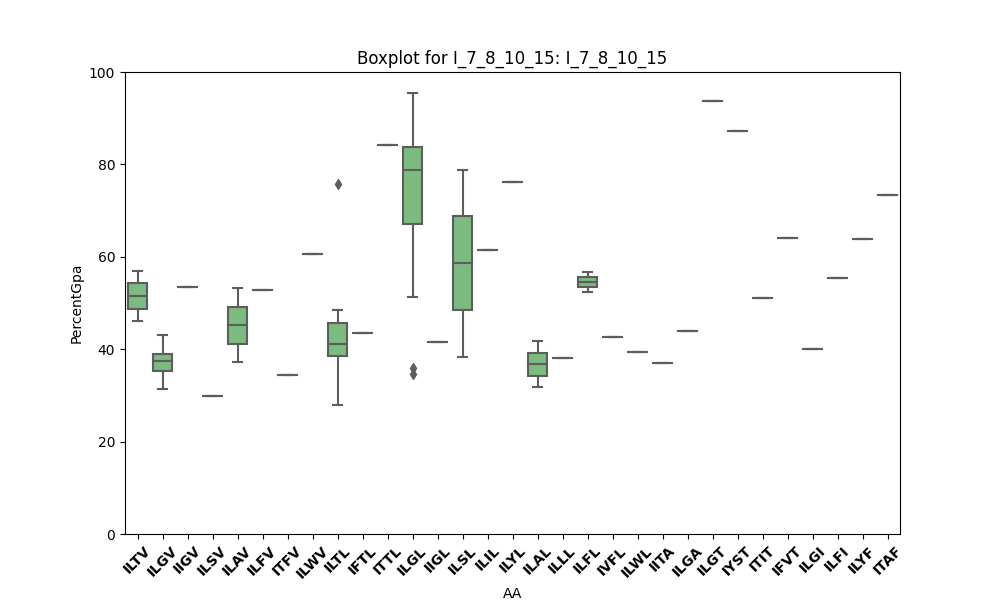 Boxplot for I_7_8_10_15: I_7_8_10_15
PercentGpa
100
80
60
40
20
0
ILTV ILGV IIGV ILSV ILAV ILFV ITFV ILWV ILTL IFTL ITTL ILGL IIGL ILSL ILIL ILYL ILAL ILLL ILFL IVFL ILWL IITA ILGA ILGT IYST ITIT IFVT ILGI ILFI ILYF ITAF
AA